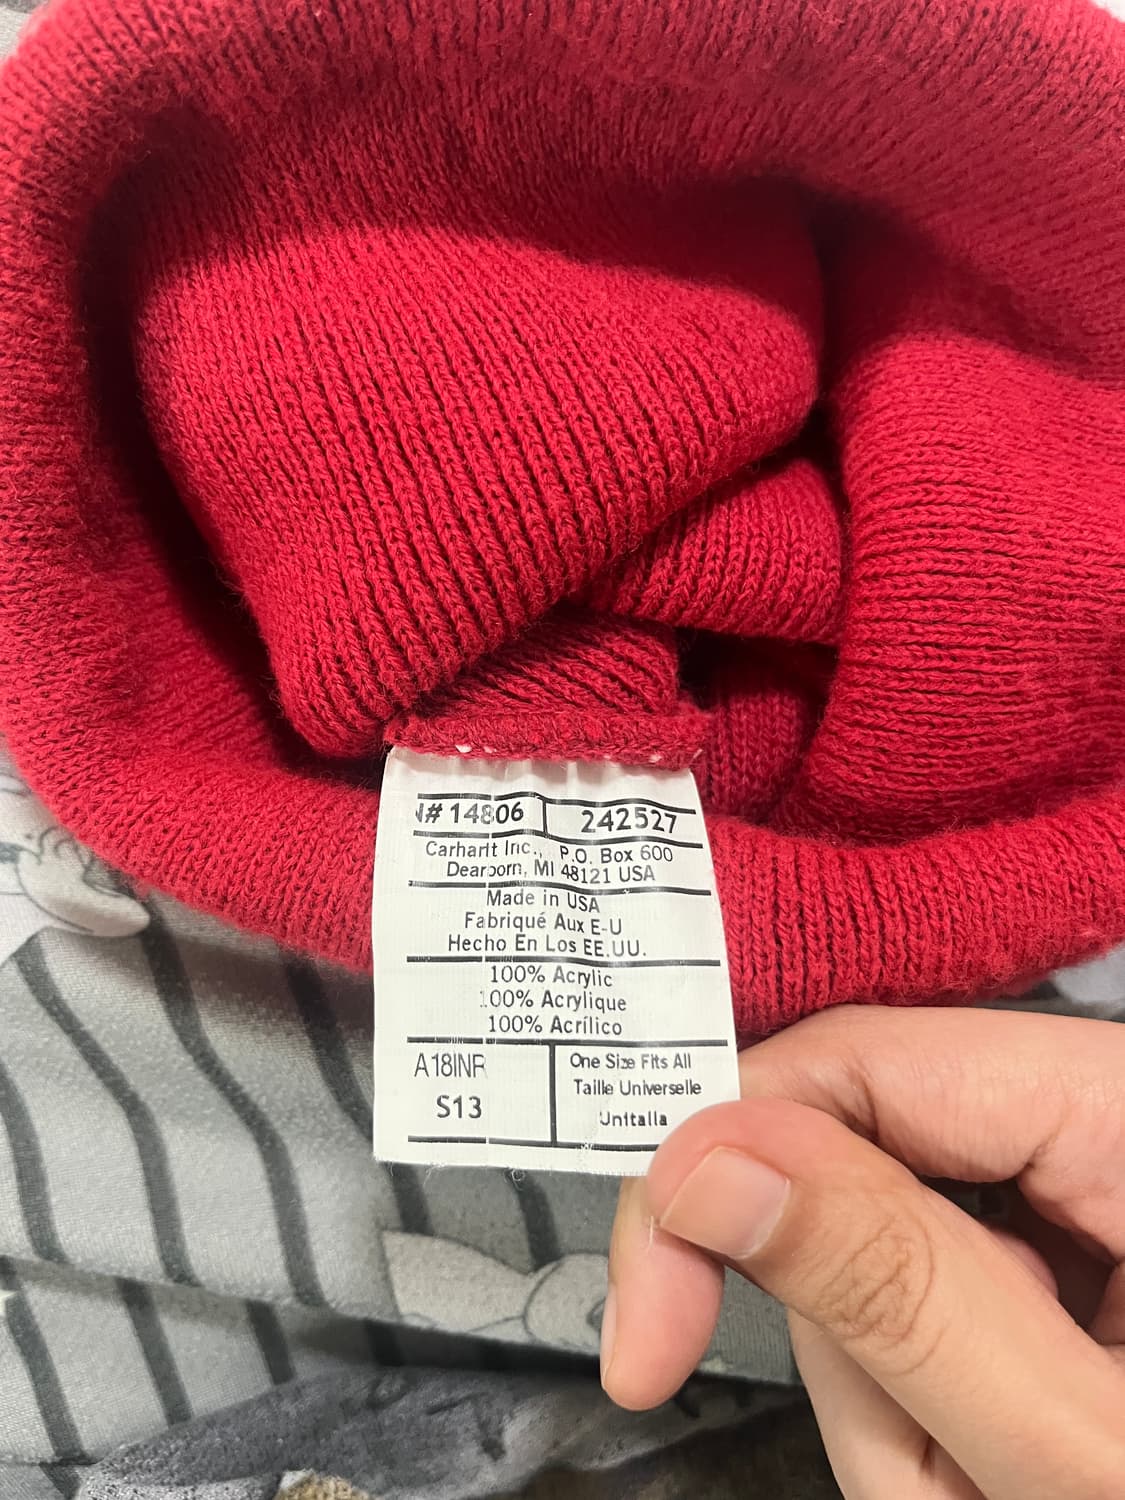 # 14806 242527
Carhartt Inc., P.O. Box 600
Dearborn, MI 48121 USA
Made in USA
Fabriqué Aux E-U
Hecho En Los EE.UU.
100% Acrylic
100% Acrylique
100% Acrílico
A18INR
S13
One Size Fits All
Taille Universelle
Unitalla